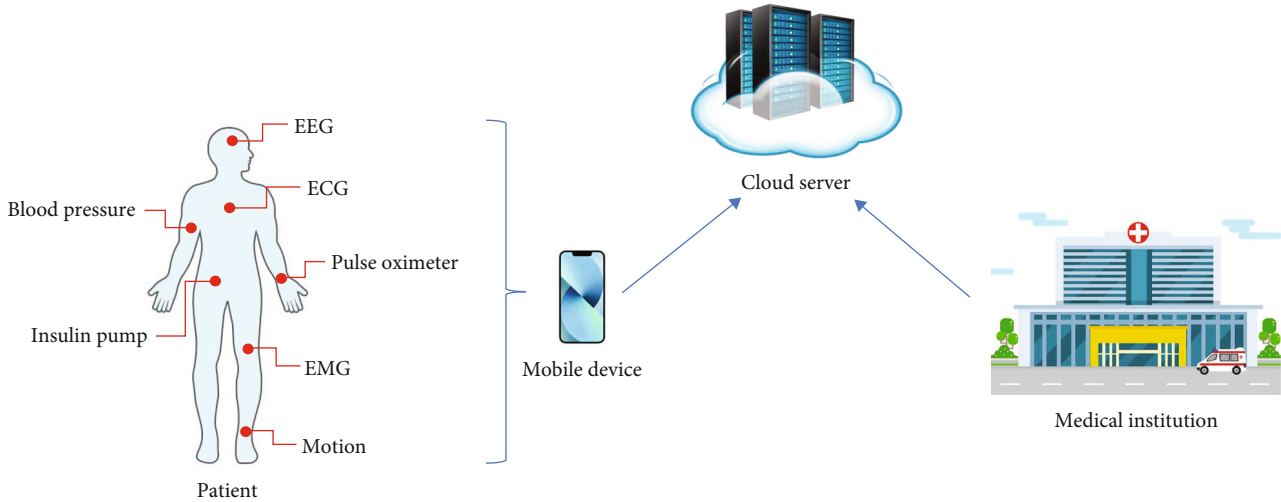 EEG
ECG
Blood pressure
Pulse oximeter
Insulin pump
EMG
Motion
Patient
Mobile device
Cloud server
Medical institution